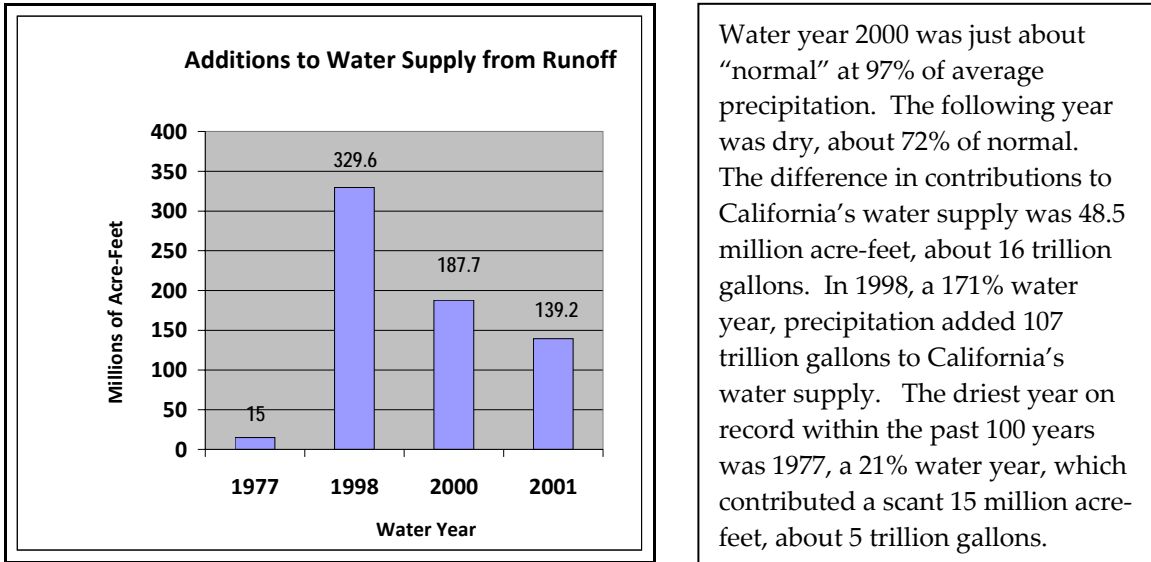 Additions to Water Supply from Runoff
Millions of Acre-Feet
400
350
300
250
200
150
100
50
0
15
329.6
187.7
139.2
1977 1998 2000 2001
Water Year
Water year 2000 was just about
“normal” at 97% of average
precipitation. The following year
was dry, about 72% of normal.
The difference in contributions to
California’s water supply was 48.5
million acre-feet, about 16 trillion
gallons. In 1998, a 171% water
year, precipitation added 107
trillion gallons to California’s
water supply. The driest year on
record within the past 100 years
was 1977, a 21% water year, which
contributed a scant 15 million acre-
feet, about 5 trillion gallons.